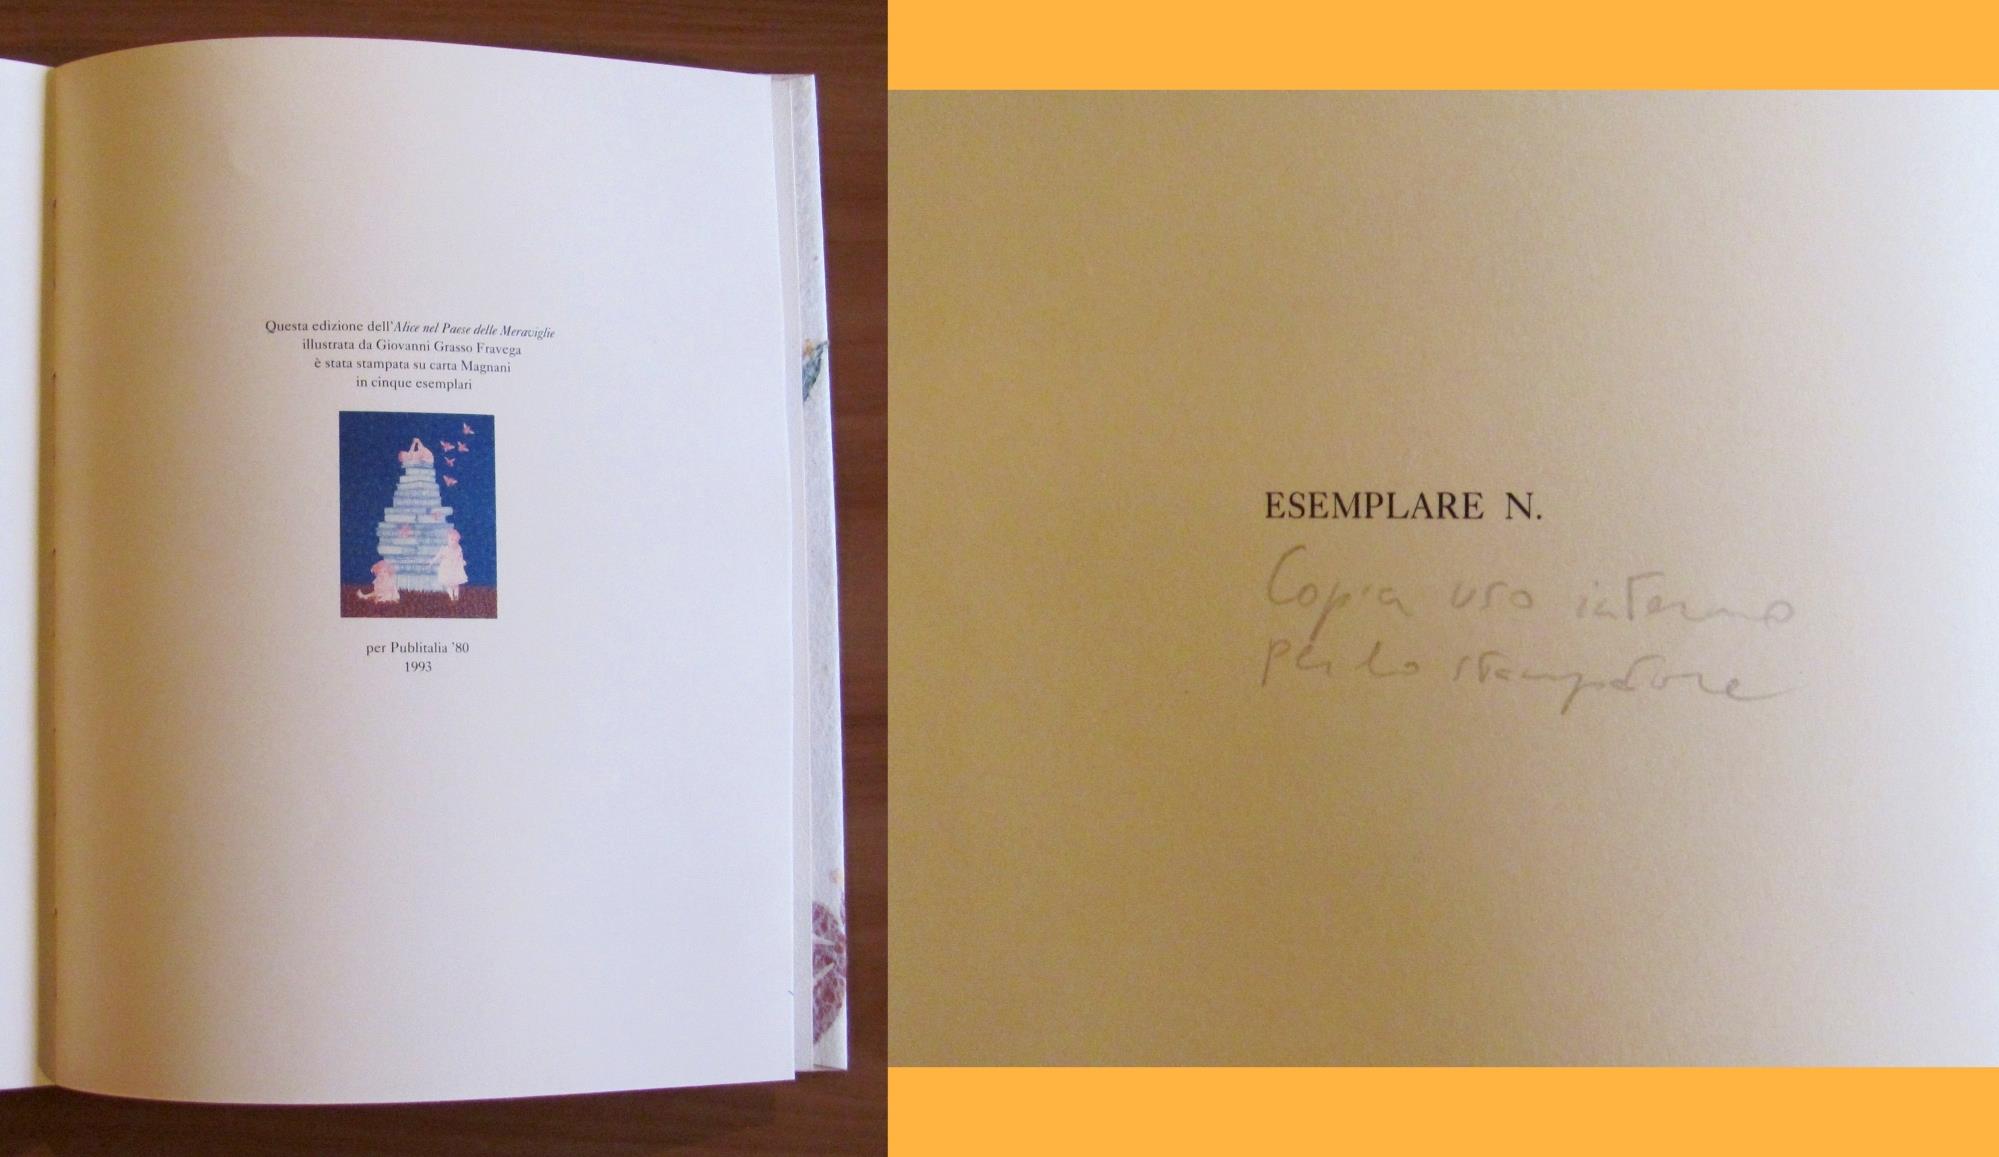 Questa edizione dell'Alice nel Paese delle Meraviglie
illustrata da Giovanni Grasso Fravega
è stata stampata su carta Magnani
in cinque esemplari
per Publitalia '80
1993
ESEMPLARE N.
Copia uso interno
per lo stampatore